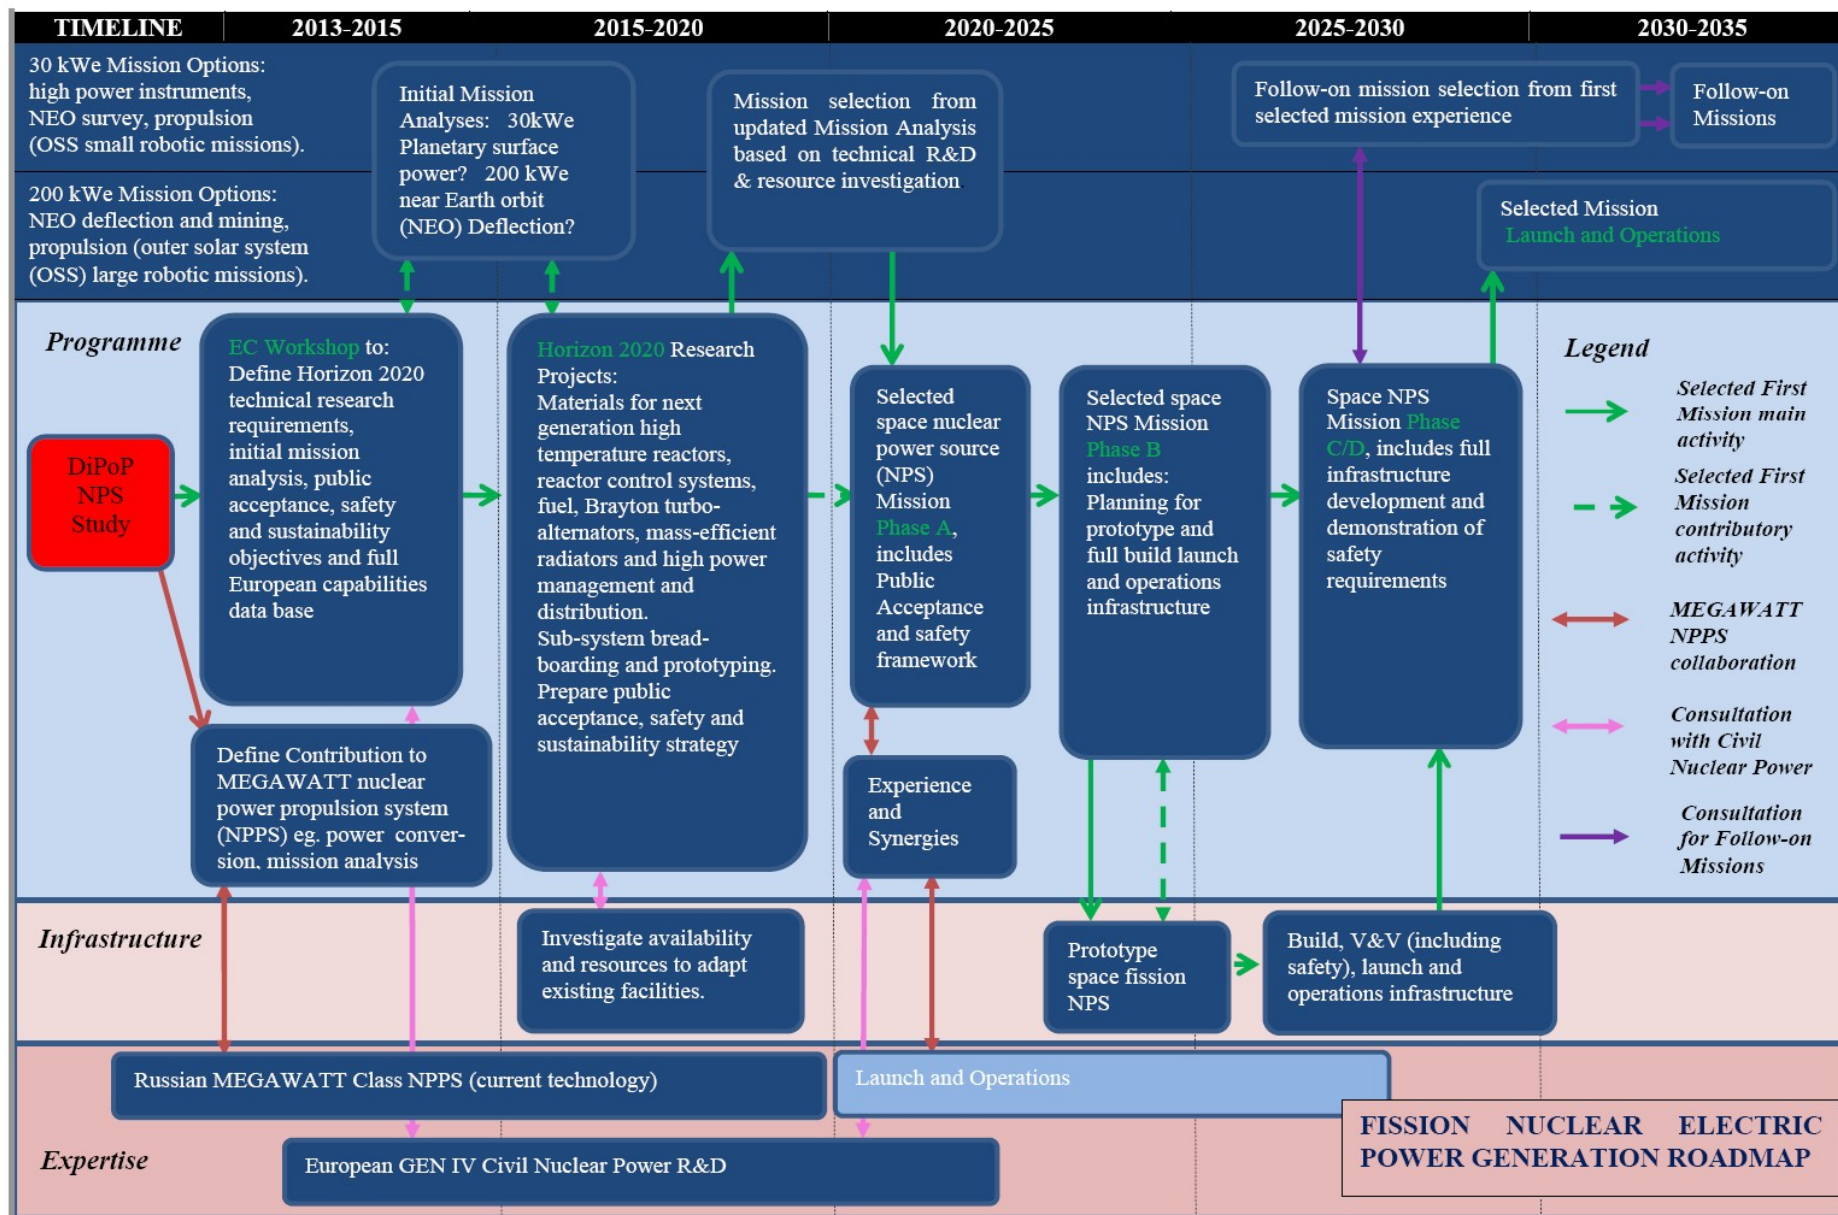 TIMELINE 2013-2015 2015-2020 2020-2025 2025-2030 2030-2035
30 kWe Mission Options:
high power instruments,
NEO survey, propulsion
(OSS small robotic missions).
200 kWe Mission Options:
NEO deflection and mining,
propulsion (outer solar system
(OSS) large robotic missions).
Initial Mission
Analyses: 30kWe
Planetary surface
power? 200 kWe
near Earth orbit
(NEO) Deflection?
Mission selection from
updated Mission Analysis
based on technical R&D
& resource investigation.
Follow-on mission selection from first
selected mission experience
Follow-on
Missions
Selected Mission
Launch and Operations
Programme
DiPoP
NPS
Study
EC Workshop to:
Define Horizon 2020
technical research
requirements,
initial mission
analysis, public
acceptance, safety
and sustainability
objectives and full
European capabilities
data base
Define Contribution to
MEGAWATT nuclear
power propulsion system
(NPPS) eg. power conver-
sion, mission analysis
Horizon 2020 Research
Projects:
Materials for next
generation high
temperature reactors,
reactor control systems,
fuel, Brayton turbo-
alternators, mass-efficient
radiators and high power
management and
distribution.
Sub-system bread-
boarding and prototyping.
Prepare public
acceptance, safety and
sustainability strategy
Selected
space nuclear
power source
(NPS)
Mission
Phase A,
includes
Public
Acceptance
and safety
framework
Experience
and
Synergies
Selected space
NPS Mission
Phase B
includes:
Planning for
prototype and
full build launch
and operations
infrastructure
Space NPS
Mission Phase
C/D, includes full
infrastructure
development and
demonstration of
safety
requirements
Legend
Selected First
Mission main
activity
Selected First
Mission
contributory
activity
MEGAWATT
NPPS
collaboration
Consultation
with Civil
Nuclear Power
Consultation
for Follow-on
Missions
Infrastructure
Investigate availability
and resources to adapt
existing facilities.
Prototype
space fission
NPS
Build, V&V (including
safety), launch and
operations infrastructure
Expertise
Russian MEGAWATT Class NPPS (current technology)
Launch and Operations
European GEN IV Civil Nuclear Power R&D
FISSION NUCLEAR ELECTRIC
POWER GENERATION ROADMAP